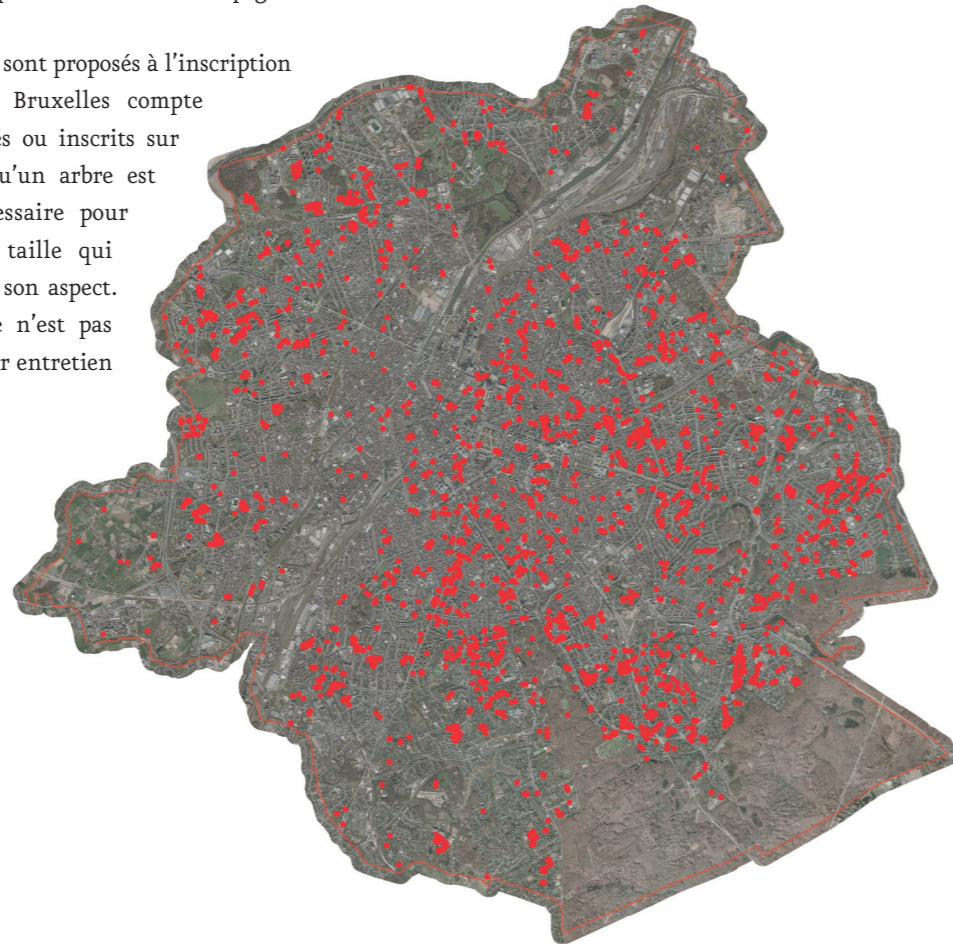 sont proposés à l'inscription
Bruxelles compte
s ou inscrits sur
u'un arbre est
essaire pour
taille qui
son aspect.
n'est pas
r entretien